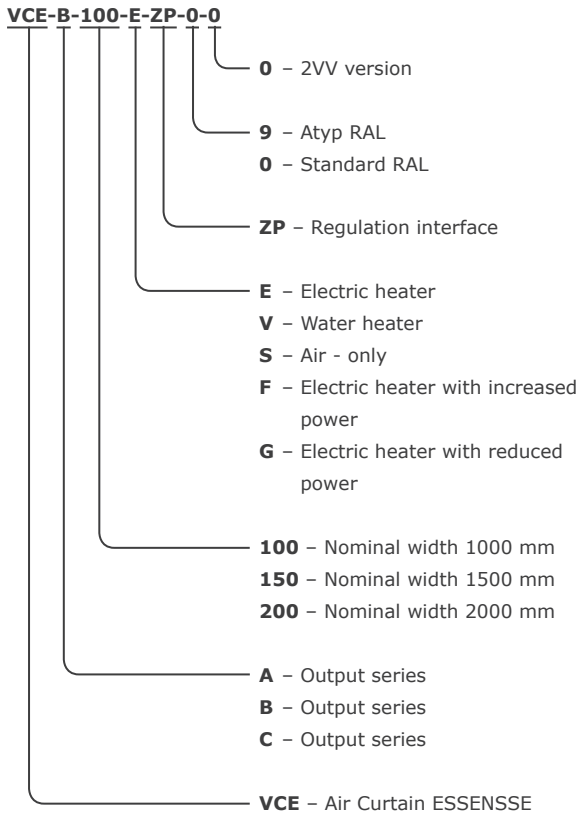 VCE-B-100-E-ZP-0-0
0 – 2VV version
9 – Atyp RAL
0 – Standard RAL
ZP – Regulation interface
E – Electric heater
V – Water heater
S – Air - only
F – Electric heater with increased
power
G – Electric heater with reduced
power
100 – Nominal width 1000 mm
150 – Nominal width 1500 mm
200 – Nominal width 2000 mm
A – Output series
B – Output series
C – Output series
VCE – Air Curtain ESSENSSE